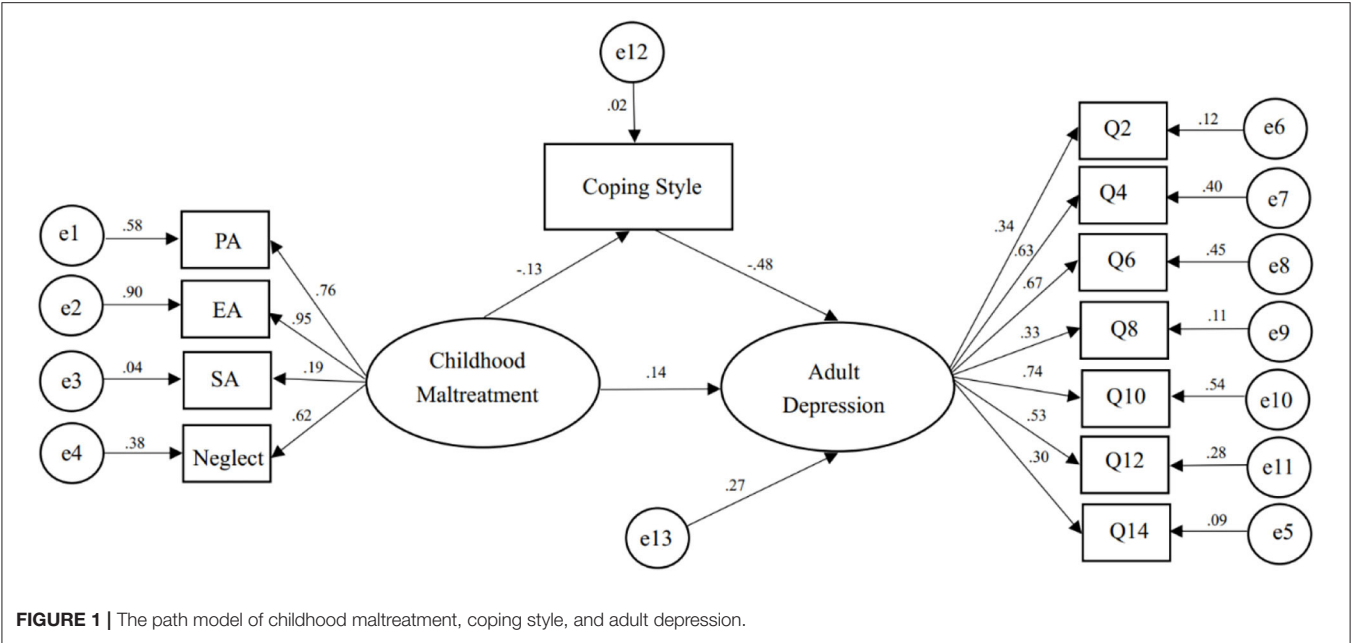 e12
.02
Coping Style
-.13
-.48
e1
.58
PA
e2
.90
EA
e3
.04
SA
e4
.38
Neglect
.76
.95
.19
.62
Childhood
Maltreatment
.14
Adult
Depression
.27
e13
.34
.63
.67
.33
.74
.53
.30
Q2
.12
e6
Q4
.40
e7
Q6
.45
e8
Q8
.11
e9
Q10
.54
e10
Q12
.28
e11
Q14
.09
e5
FIGURE 1 | The path model of childhood maltreatment, coping style, and adult depression.